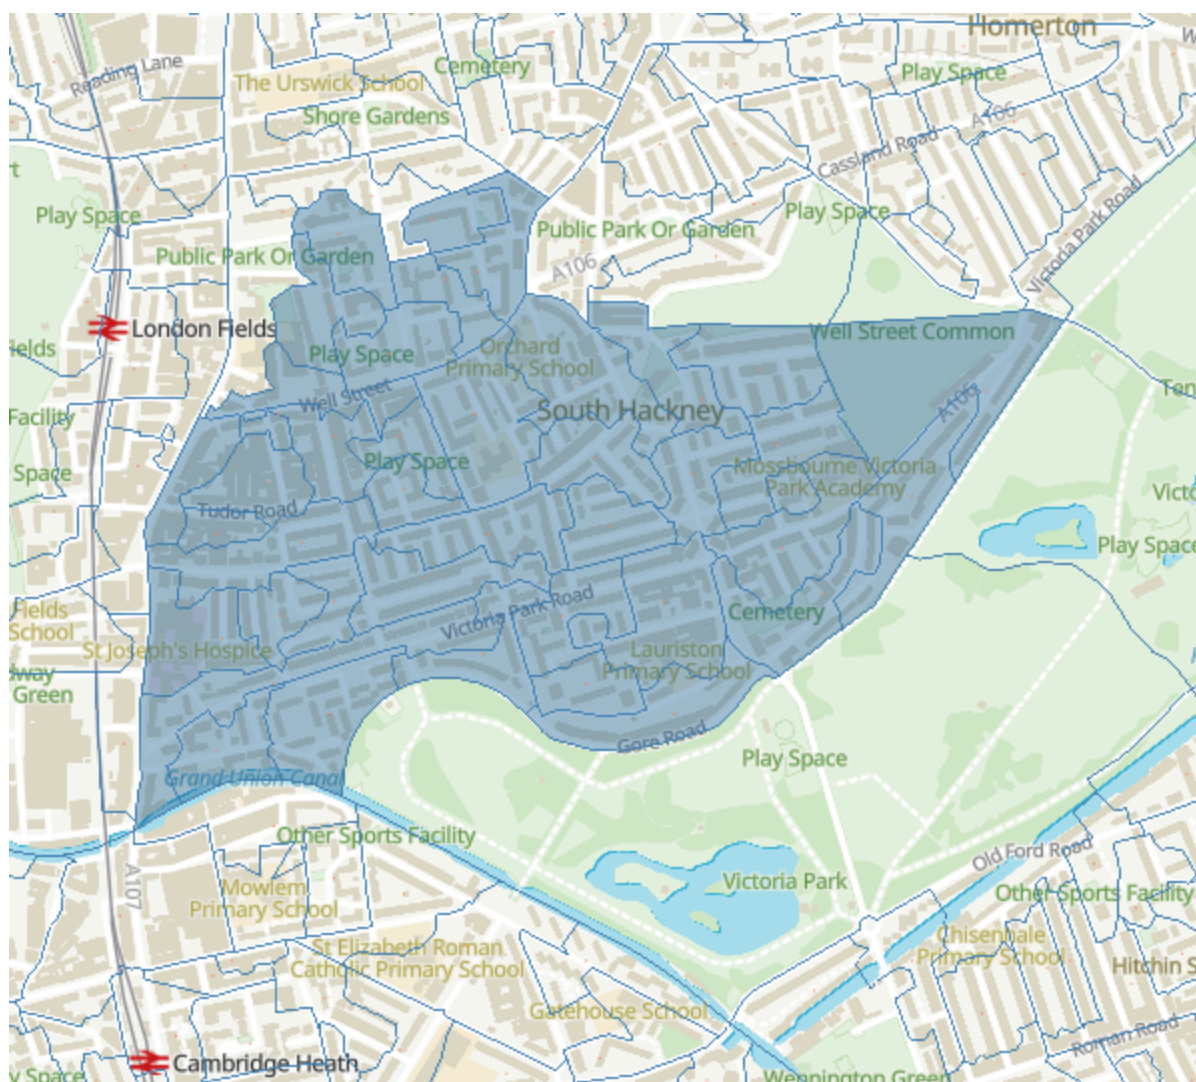 Homerton
Reading Lane
Cemetery
Play Space
The Urswick School
Shore Gardens
A106
Cassland Road
Play Space
Play Space
Public Park Or Garden
Victoria Park Road
Public Park Or Garden
A106
London Fields
Well Street Common
Play Space
Orchard
Primary School
Well Street
South Hackney
A106
Facility
Space
Play Space
Mossbourne Victoria
Park Academy
Tudor Road
Play Space
Fields
School
Victoria Park Road
Cemetery
St Joseph's Hospice
Lauriston
Primary School
Green
Gore Road
Play Space
Grand Union Canal
Other Sports Facility
Old Ford Road
A107
Mowlem
Primary School
Victoria Park
Other Sports Facility
St Elizabeth Roman
Catholic Primary School
Chisenhale
Primary School
Hitchin S
Gatehouse School
Roman Road
Cambridge Heath
y Space
Wennington Green